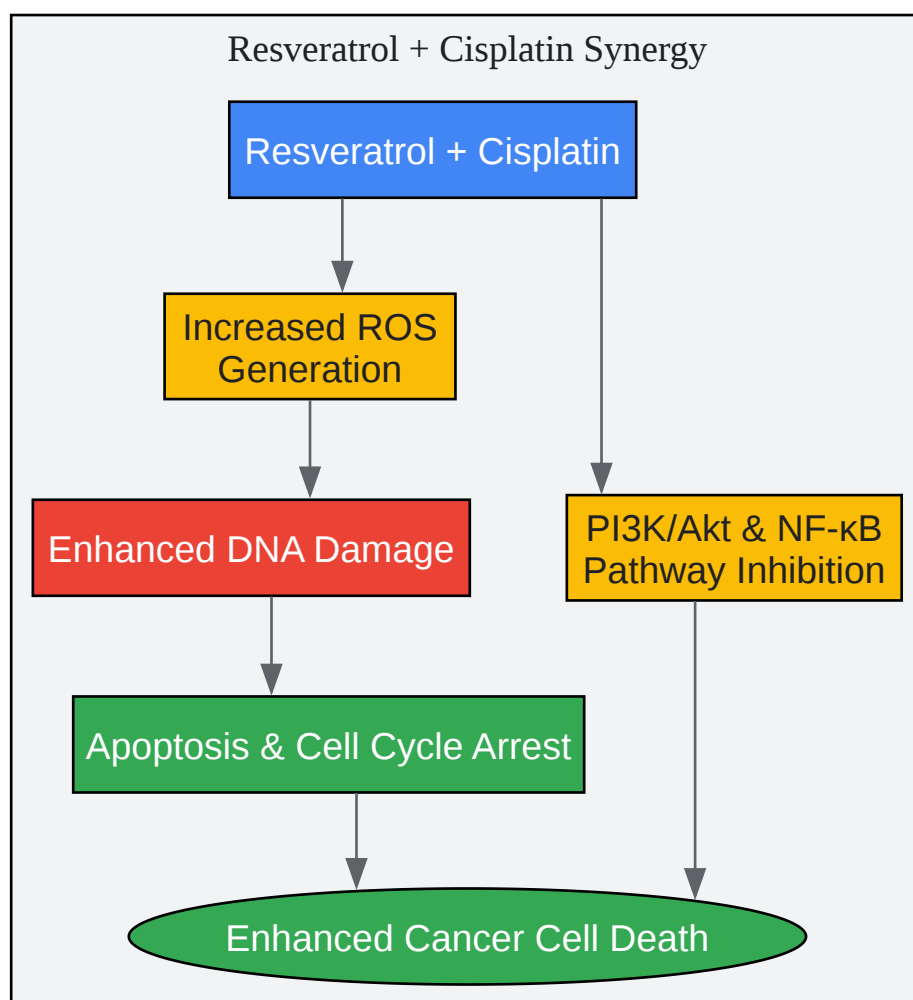 Resveratrol + Cisplatin Synergy
Resveratrol + Cisplatin
Increased ROS
Generation
Enhanced DNA Damage
PI3K/Akt & NF-κB
Pathway Inhibition
Apoptosis & Cell Cycle Arrest
Enhanced Cancer Cell Death